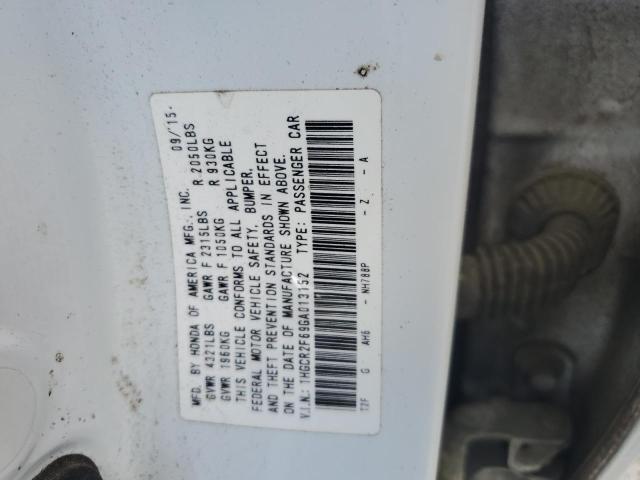 MFD. BY HONDA OF AMERICA MFG., INC. 09/15
GVWR 4321LBS GAWR F 2315LBS R 2050LBS
GVWR 1960KG GAWR F 1050KG R 930KG
THIS VEHICLE CONFORMS TO ALL APPLICABLE
FEDERAL MOTOR VEHICLE SAFETY, BUMPER,
AND THEFT PREVENTION STANDARDS IN EFFECT
ON THE DATE OF MANUFACTURE SHOWN ABOVE.
V.I.N.: 1HGCR2F69GA013152 TYPE: PASSENGER CAR
T2F G AH6 - NH788P - Z - A